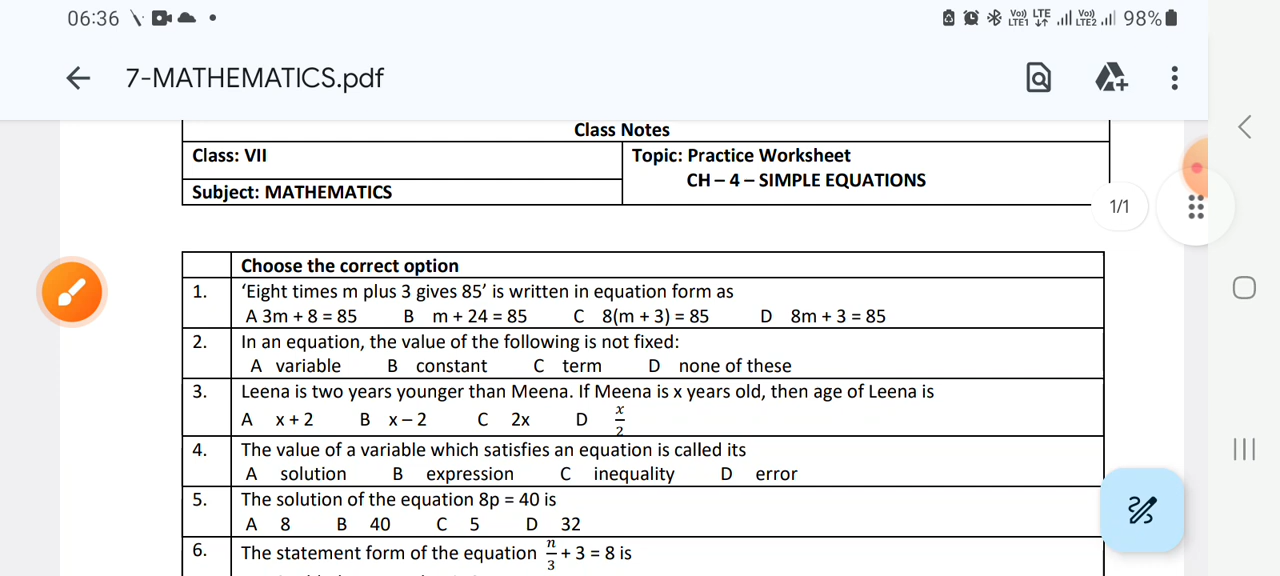 06:36 Vo)) LTE1 LTE Vo)) LTE2 98%
7-MATHEMATICS.pdf
Class Notes
Class: VII
Topic: Practice Worksheet
CH – 4 – SIMPLE EQUATIONS
Subject: MATHEMATICS
1/1
Choose the correct option
1. ‘Eight times m plus 3 gives 85’ is written in equation form as
A 3m + 8 = 85 B m + 24 = 85 C 8(m + 3) = 85 D 8m + 3 = 85
2. In an equation, the value of the following is not fixed:
A variable B constant C term D none of these
3. Leena is two years younger than Meena. If Meena is x years old, then age of Leena is
A x + 2 B x – 2 C 2x D x/2
4. The value of a variable which satisfies an equation is called its
A solution B expression C inequality D error
5. The solution of the equation 8p = 40 is
A 8 B 40 C 5 D 32
6. The statement form of the equation n/3 + 3 = 8 is